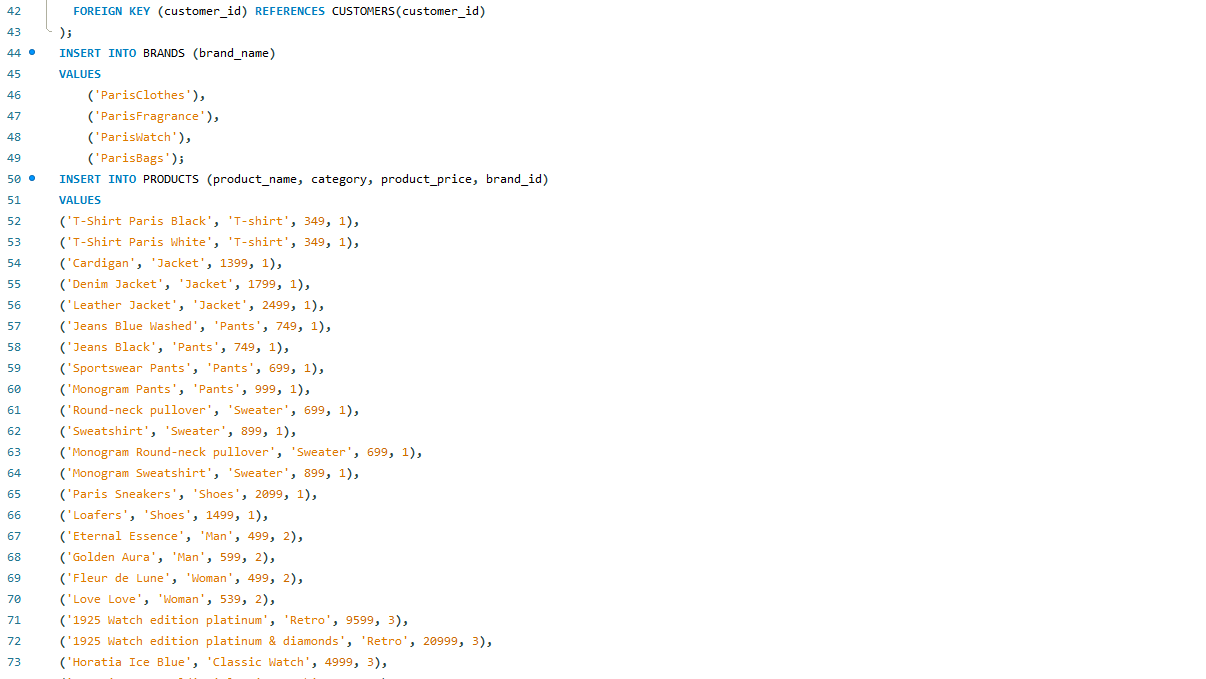 42 FOREIGN KEY (customer_id) REFERENCES CUSTOMERS(customer_id)
43 );
44 INSERT INTO BRANDS (brand_name)
45 VALUES
46 ('ParisClothes'),
47 ('ParisFragrance'),
48 ('ParisWatch'),
49 ('ParisBags');
50 INSERT INTO PRODUCTS (product_name, category, product_price, brand_id)
51 VALUES
52 ('T-Shirt Paris Black', 'T-shirt', 349, 1),
53 ('T-Shirt Paris White', 'T-shirt', 349, 1),
54 ('Cardigan', 'Jacket', 1399, 1),
55 ('Denim Jacket', 'Jacket', 1799, 1),
56 ('Leather Jacket', 'Jacket', 2499, 1),
57 ('Jeans Blue Washed', 'Pants', 749, 1),
58 ('Jeans Black', 'Pants', 749, 1),
59 ('Sportswear Pants', 'Pants', 699, 1),
60 ('Monogram Pants', 'Pants', 999, 1),
61 ('Round-neck pullover', 'Sweater', 699, 1),
62 ('Sweatshirt', 'Sweater', 899, 1),
63 ('Monogram Round-neck pullover', 'Sweater', 699, 1),
64 ('Monogram Sweatshirt', 'Sweater', 899, 1),
65 ('Paris Sneakers', 'Shoes', 2099, 1),
66 ('Loafers', 'Shoes', 1499, 1),
67 ('Eternal Essence', 'Man', 499, 2),
68 ('Golden Aura', 'Man', 599, 2),
69 ('Fleur de Lune', 'Woman', 499, 2),
70 ('Love Love', 'Woman', 539, 2),
71 ('1925 Watch edition platinum', 'Retro', 9599, 3),
72 ('1925 Watch edition platinum & diamonds', 'Retro', 20999, 3),
73 ('Horatia Ice Blue', 'Classic Watch', 4999, 3),